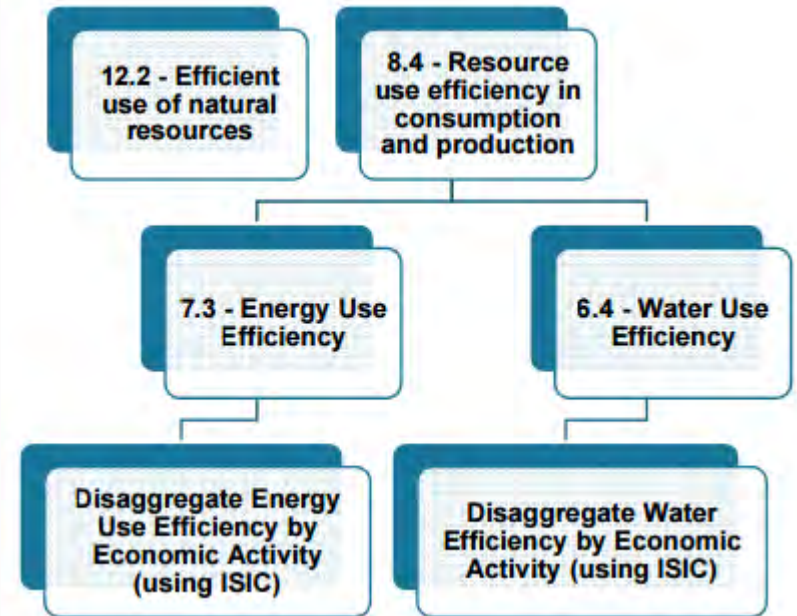 12.2 - Efficient
use of natural
resources
8.4 - Resource
use efficiency in
consumption
and production
7.3 - Energy Use
Efficiency
6.4 - Water Use
Efficiency
Disaggregate Energy
Use Efficiency by
Economic Activity
(using ISIC)
Disaggregate Water
Efficiency by Economic
Activity (using ISIC)